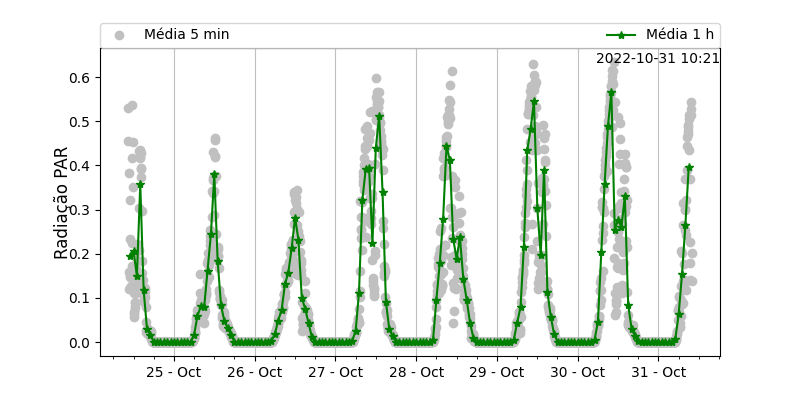 Média 5 min
Média 1 h
2022-10-31 10:21
Radiação PAR
0.6
0.5
0.4
0.3
0.2
0.1
0.0
25 - Oct
26 - Oct
27 - Oct
28 - Oct
29 - Oct
30 - Oct
31 - Oct